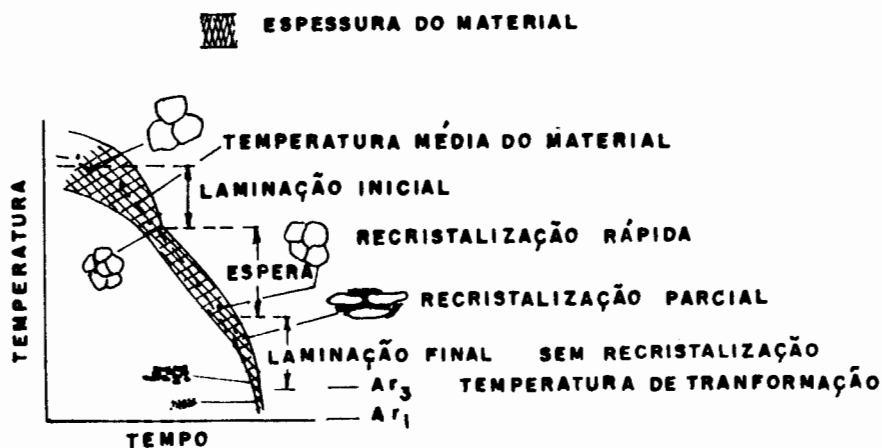 ESPESSURA DO MATERIAL
TEMPERATURA MÉDIA DO MATERIAL
LAMINAÇÃO INICIAL
RECRISTALIZAÇÃO RÁPIDA
ESPERA
RECRISTALIZAÇÃO PARCIAL
LAMINAÇÃO FINAL SEM RECRISTALIZAÇÃO
Ar3 TEMPERATURA DE TRANFORMAÇÃO
Ar1
TEMPERATURA
TEMPO